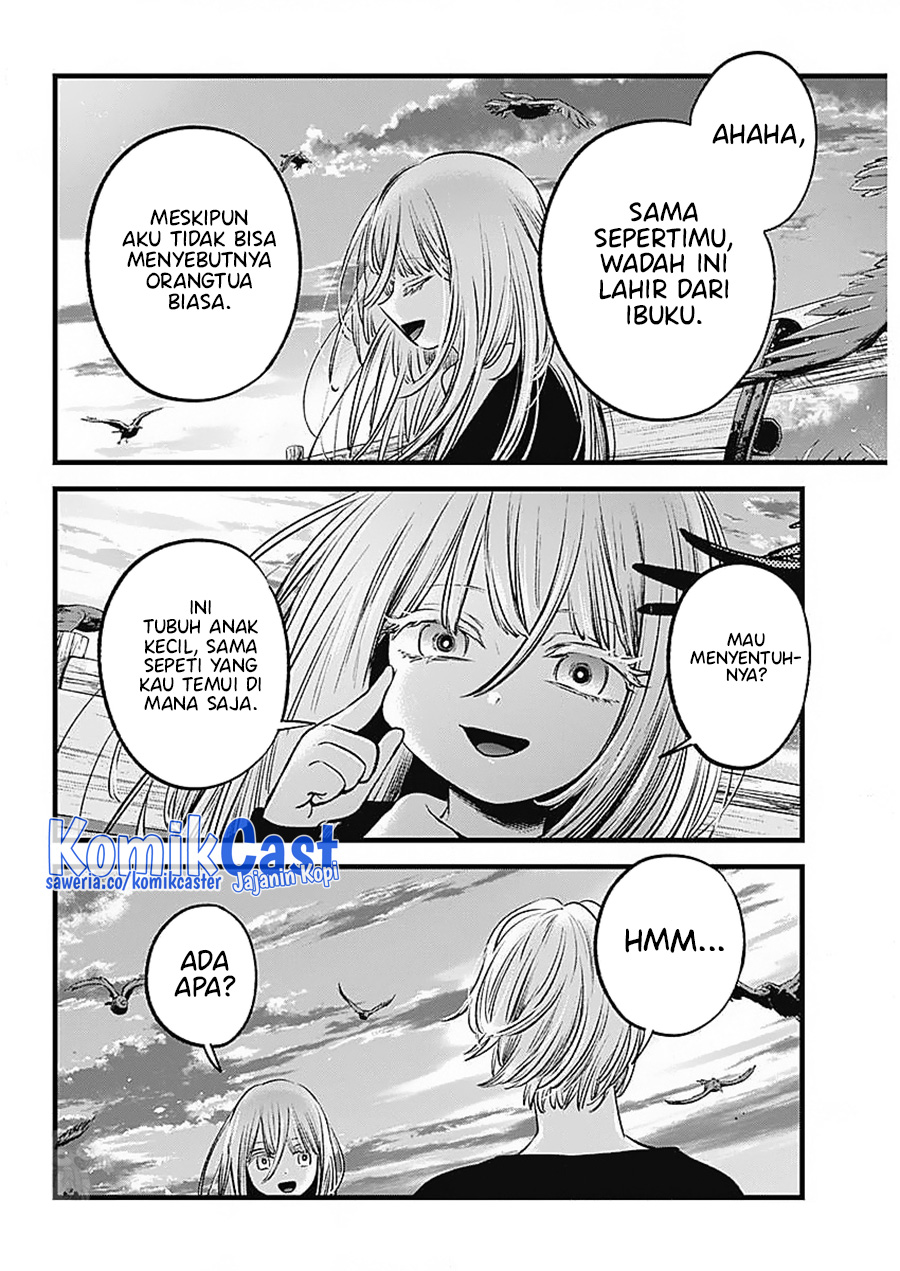 AHAHA,
SAMA
SEPERTIMU,
WADAH INI
LAHIR DARI
IBUKU.
MESKIPUN
AKU TIDAK BISA
MENYEBUTNYA
ORANGTUA
BIASA.
MAU
MENYENTUH-
NYA?
INI
TUBUH ANAK
KECIL, SAMA
SEPETI YANG
KAU TEMUI DI
MANA SAJA.
KomikCast
saweria.co/komikcaster Jajanin Kopi
HMM...
ADA
APA?